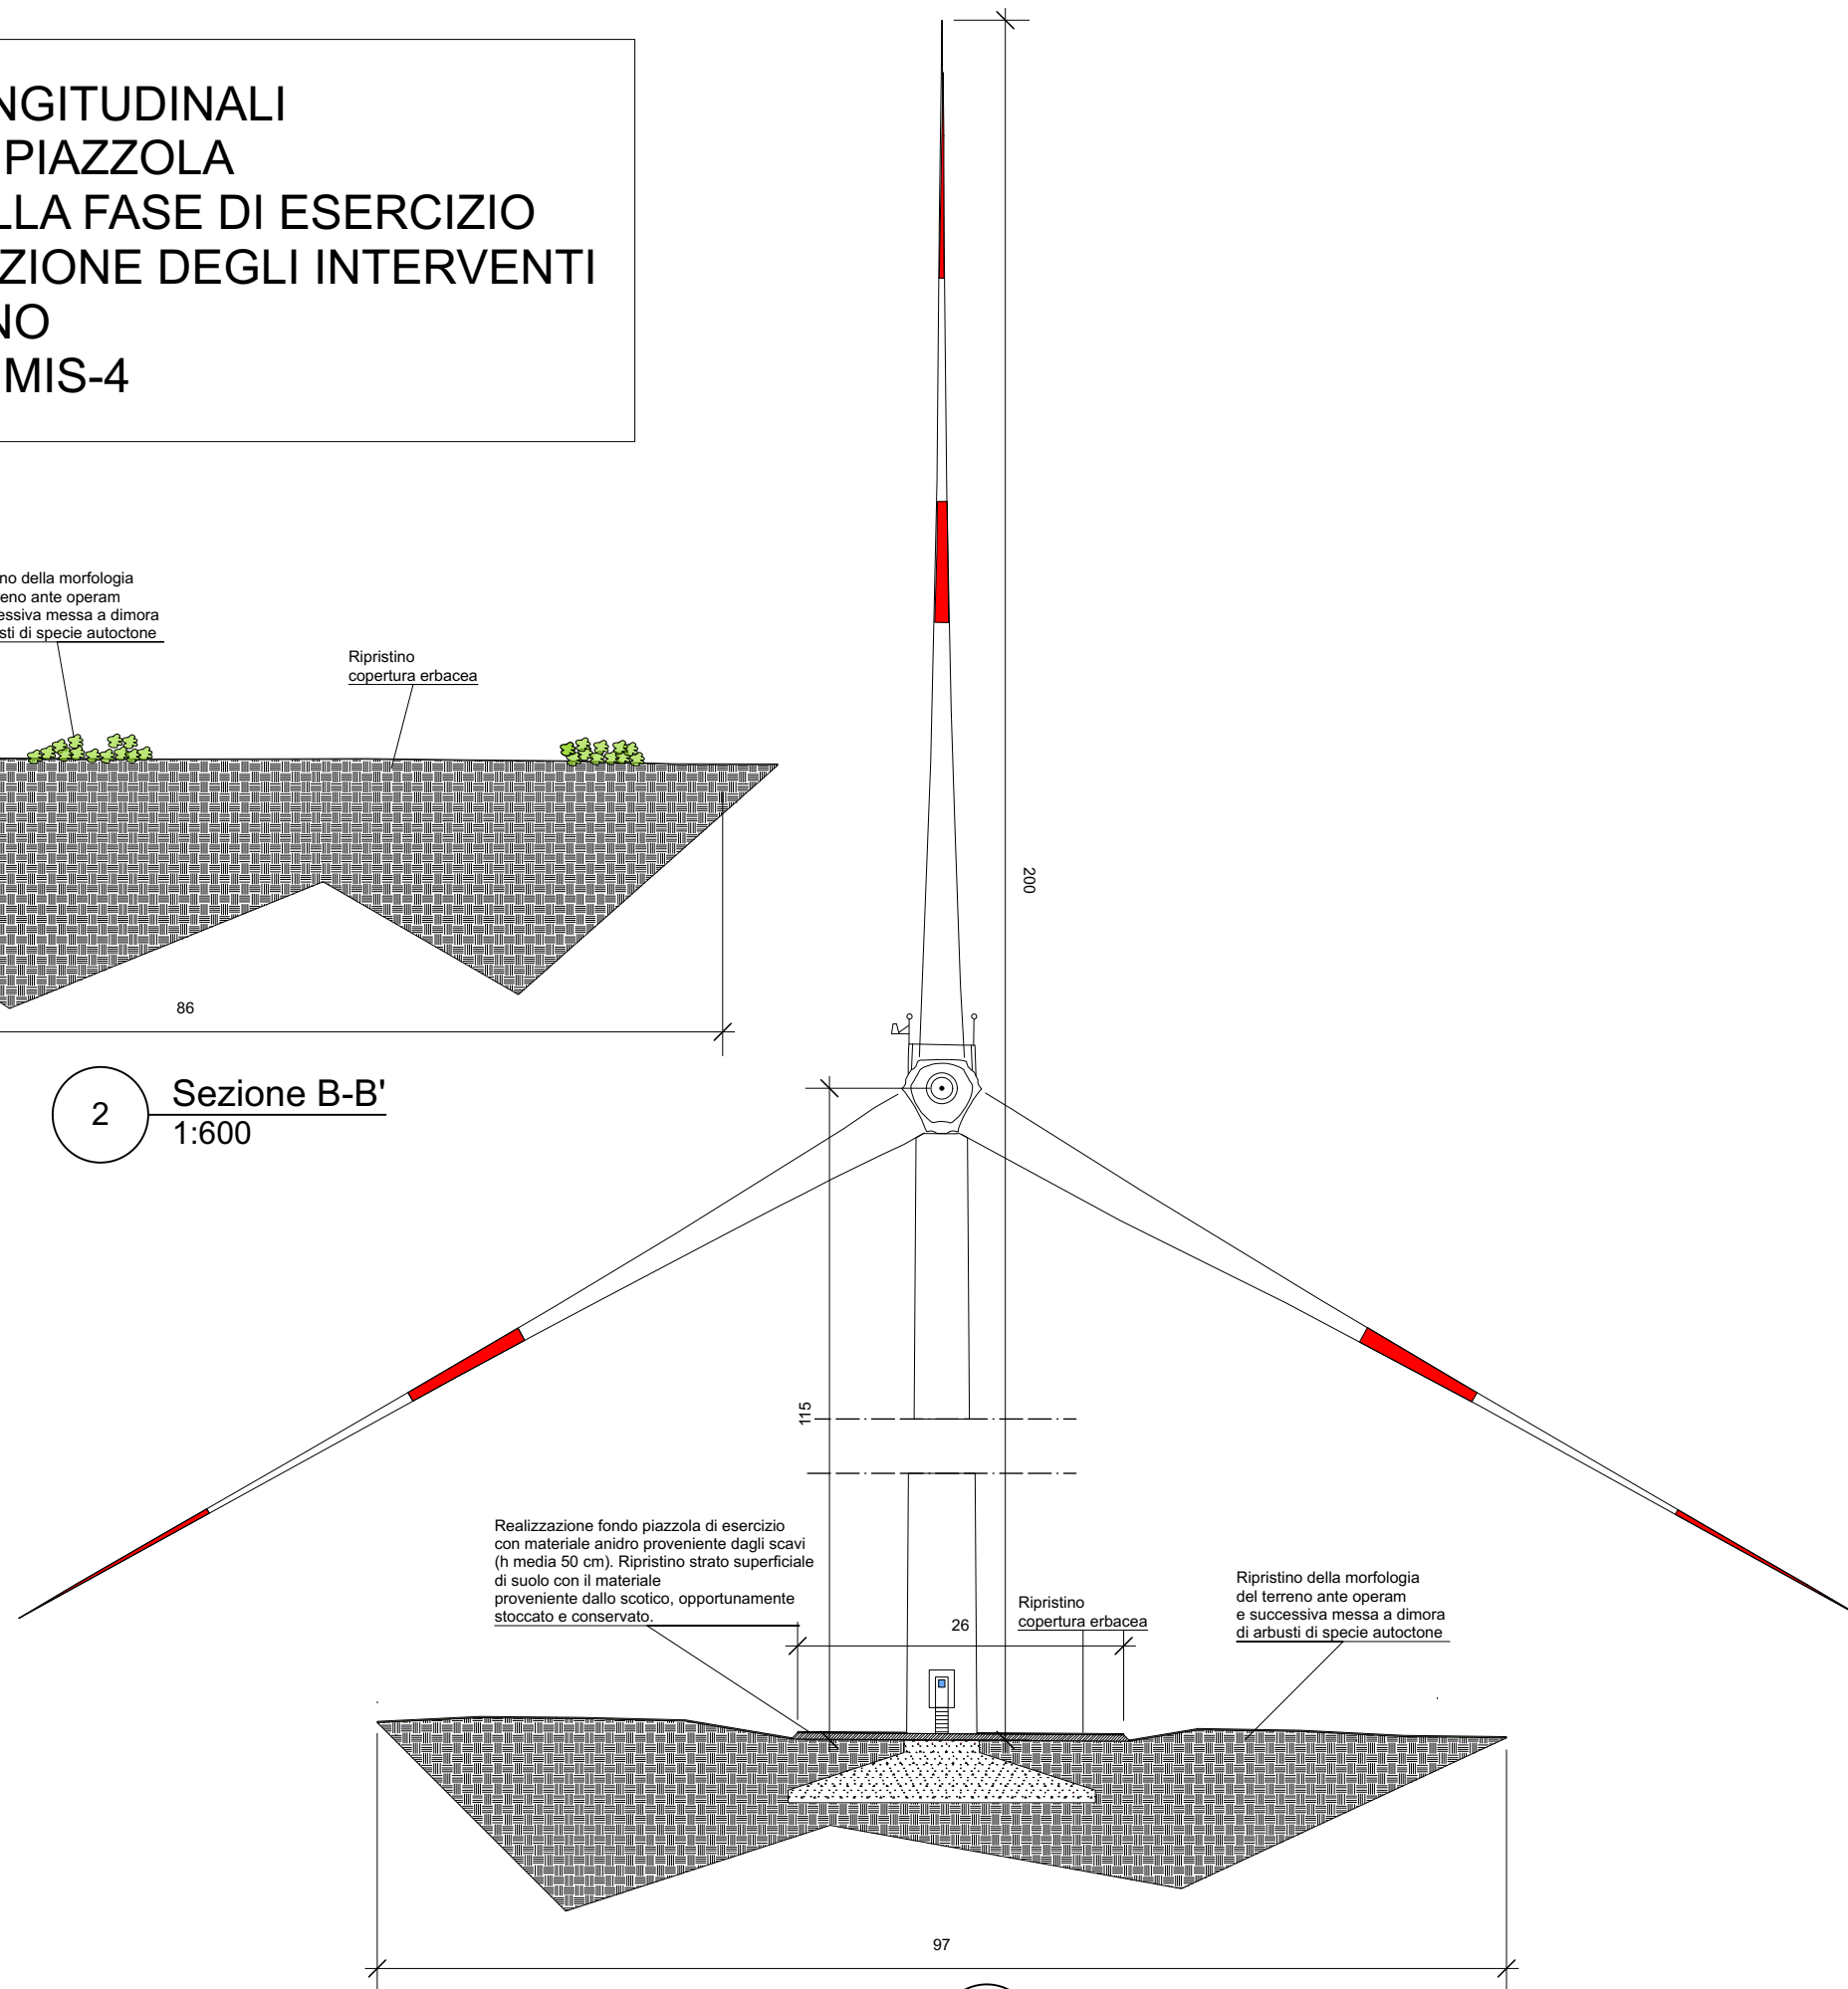 NGITUDINALI
PIAZZOLA
LLA FASE DI ESERCIZIO
ZIONE DEGLI INTERVENTI
NO
MIS-4
no della morfologia
reno ante operam
essiva messa a dimora
sti di specie autoctone
Ripristino
copertura erbacea
86
2
Sezione B-B'
1:600
200
115
Realizzazione fondo piazzola di esercizio
con materiale anidro proveniente dagli scavi
(h media 50 cm). Ripristino strato superficiale
di suolo con il materiale
proveniente dallo scotico, opportunamente
stoccato e conservato.
26
Ripristino
copertura erbacea
Ripristino della morfologia
del terreno ante operam
e successiva messa a dimora
di arbusti di specie autoctone
97